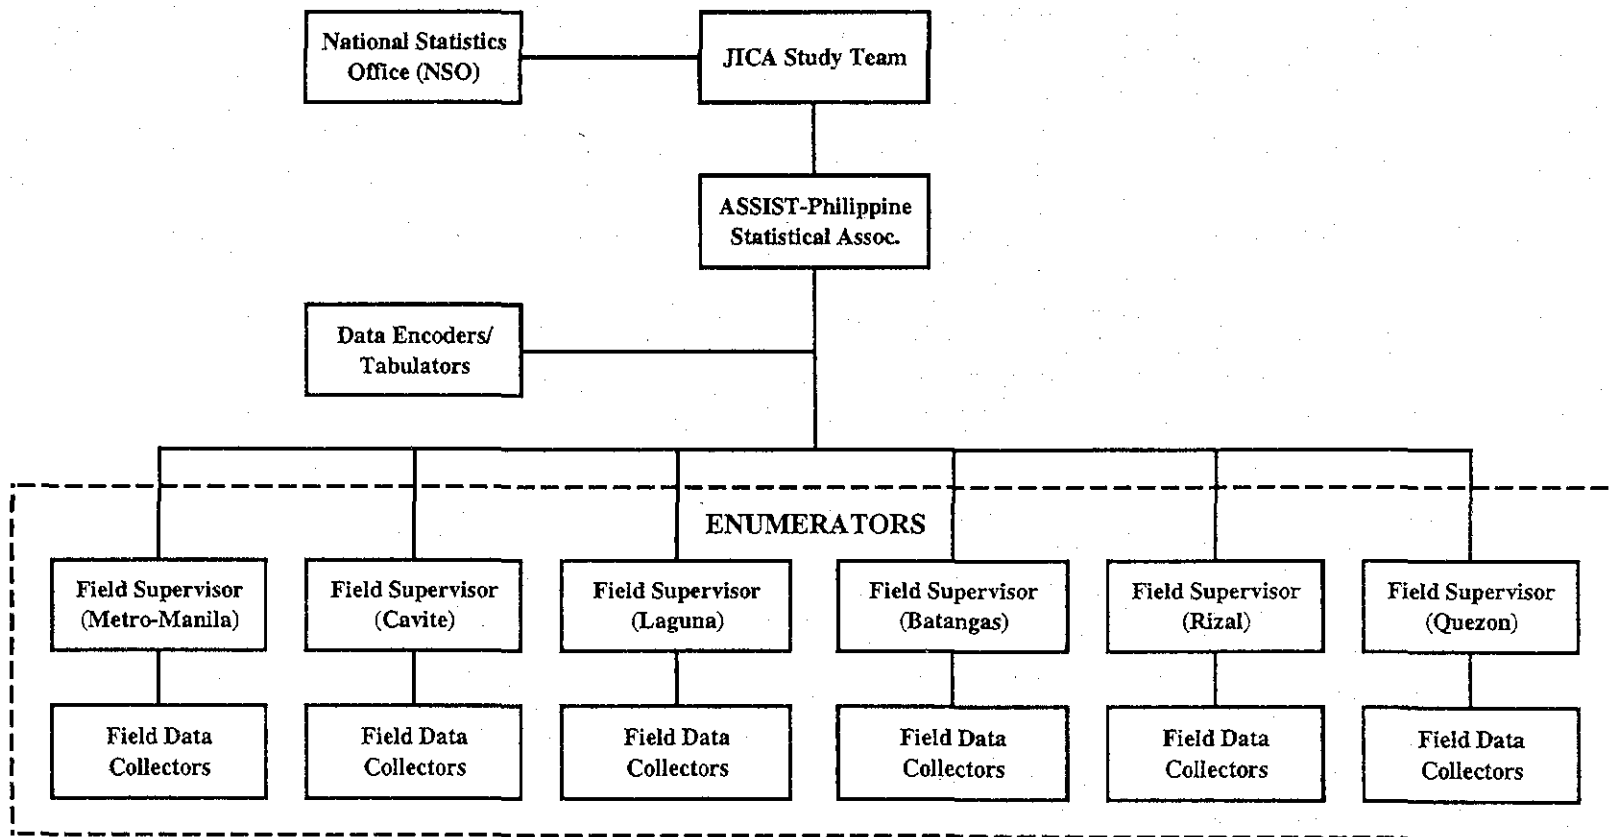 National Statistics
Office (NSO)
JICA Study Team
ASSIST-Philippine
Statistical Assoc.
Data Encoders/
Tabulators
ENUMERATORS
Field Supervisor
(Metro-Manila)
Field Supervisor
(Cavite)
Field Supervisor
(Laguna)
Field Supervisor
(Batangas)
Field Supervisor
(Rizal)
Field Supervisor
(Quezon)
Field Data
Collectors
Field Data
Collectors
Field Data
Collectors
Field Data
Collectors
Field Data
Collectors
Field Data
Collectors